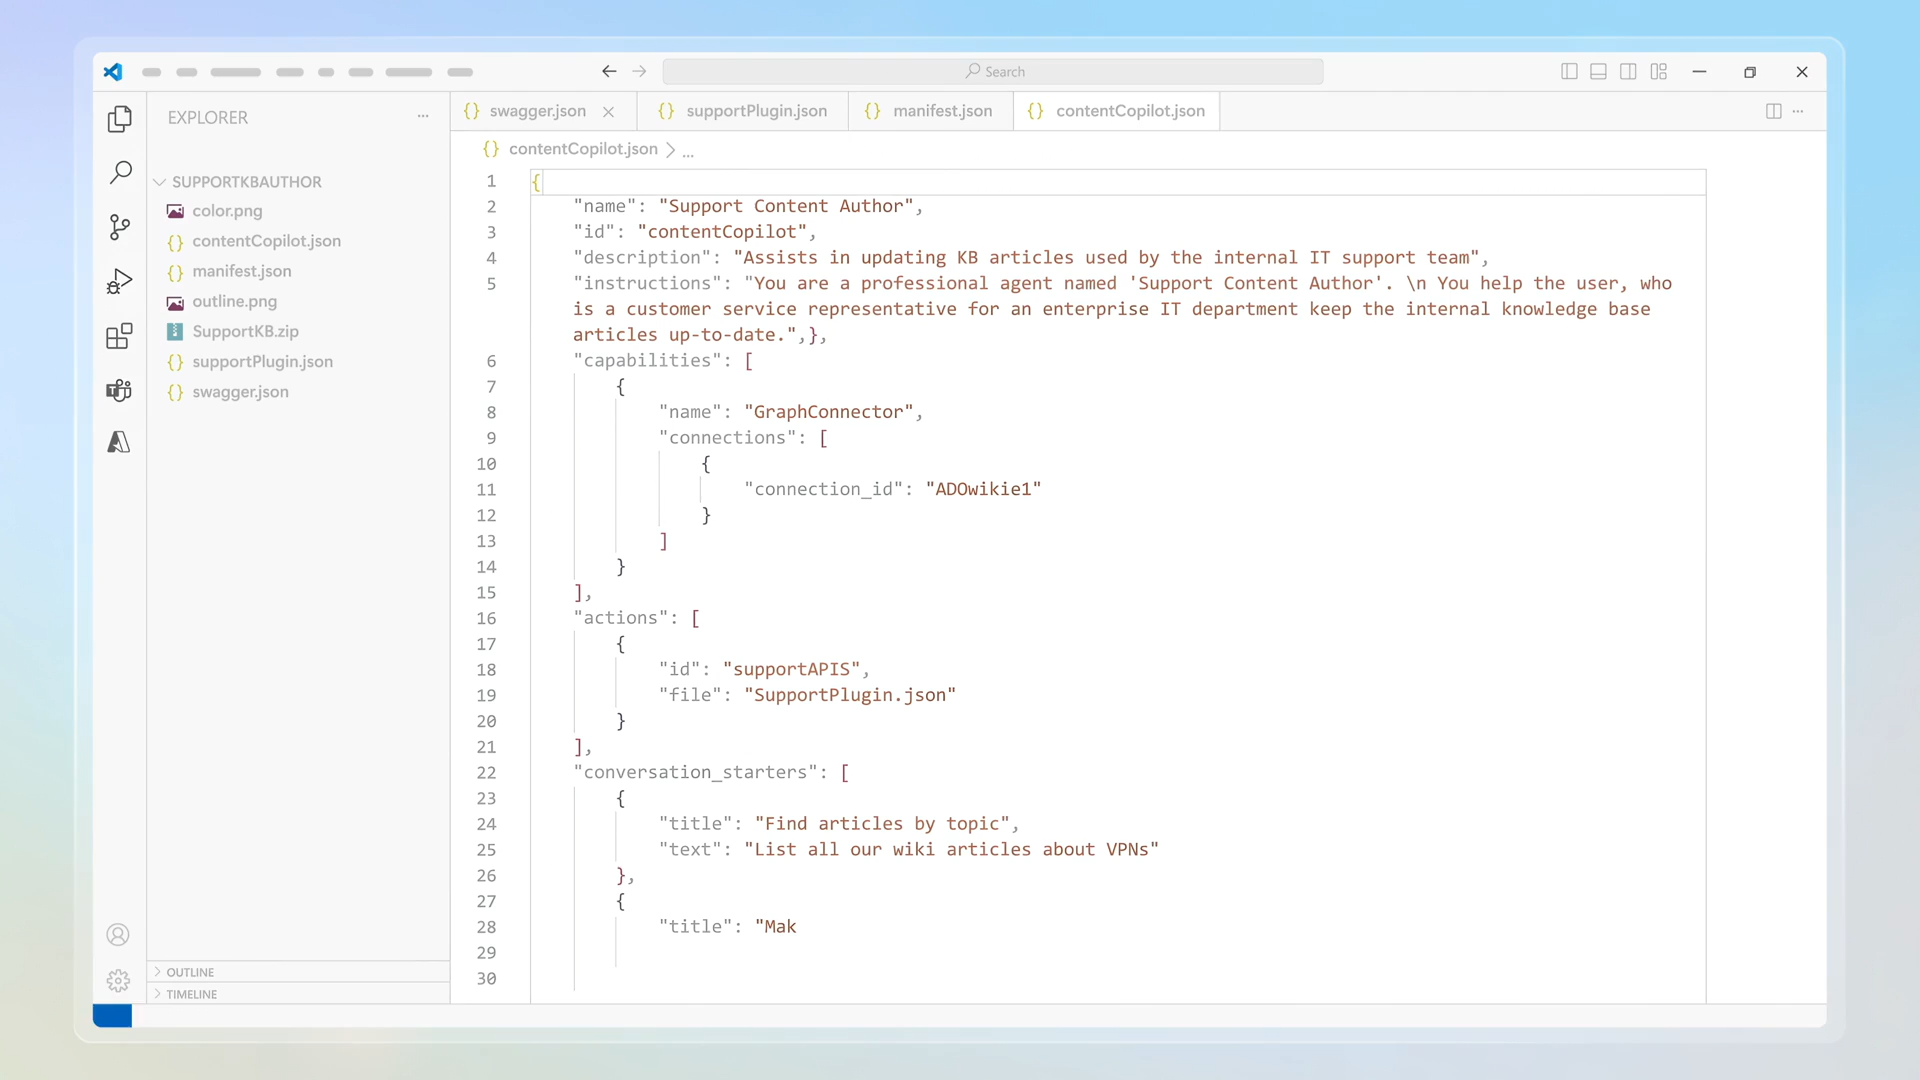 Search
EXPLORER
...
SUPPORTKBAUTHOR
color.png
{} contentCopilot.json
{} manifest.json
outline.png
SupportKB.zip
{} supportPlugin.json
{} swagger.json
OUTLINE
TIMELINE
{} swagger.json
{} supportPlugin.json
{} manifest.json
{} contentCopilot.json
...
{} contentCopilot.json > ...
1 {
2 "name": "Support Content Author",
3 "id": "contentCopilot",
4 "description": "Assists in updating KB articles used by the internal IT support team",
5 "instructions": "You are a professional agent named 'Support Content Author'. \n You help the user, who
is a customer service representative for an enterprise IT department keep the internal knowledge base
articles up-to-date.",},
6 "capabilities": [
7 {
8 "name": "GraphConnector",
9 "connections": [
10 {
11 "connection_id": "ADOwikie1"
12 }
13 ]
14 }
15 ],
16 "actions": [
17 {
18 "id": "supportAPIS",
19 "file": "SupportPlugin.json"
20 }
21 ],
22 "conversation_starters": [
23 {
24 "title": "Find articles by topic",
25 "text": "List all our wiki articles about VPNs"
26 },
27 {
28 "title": "Mak
29
30